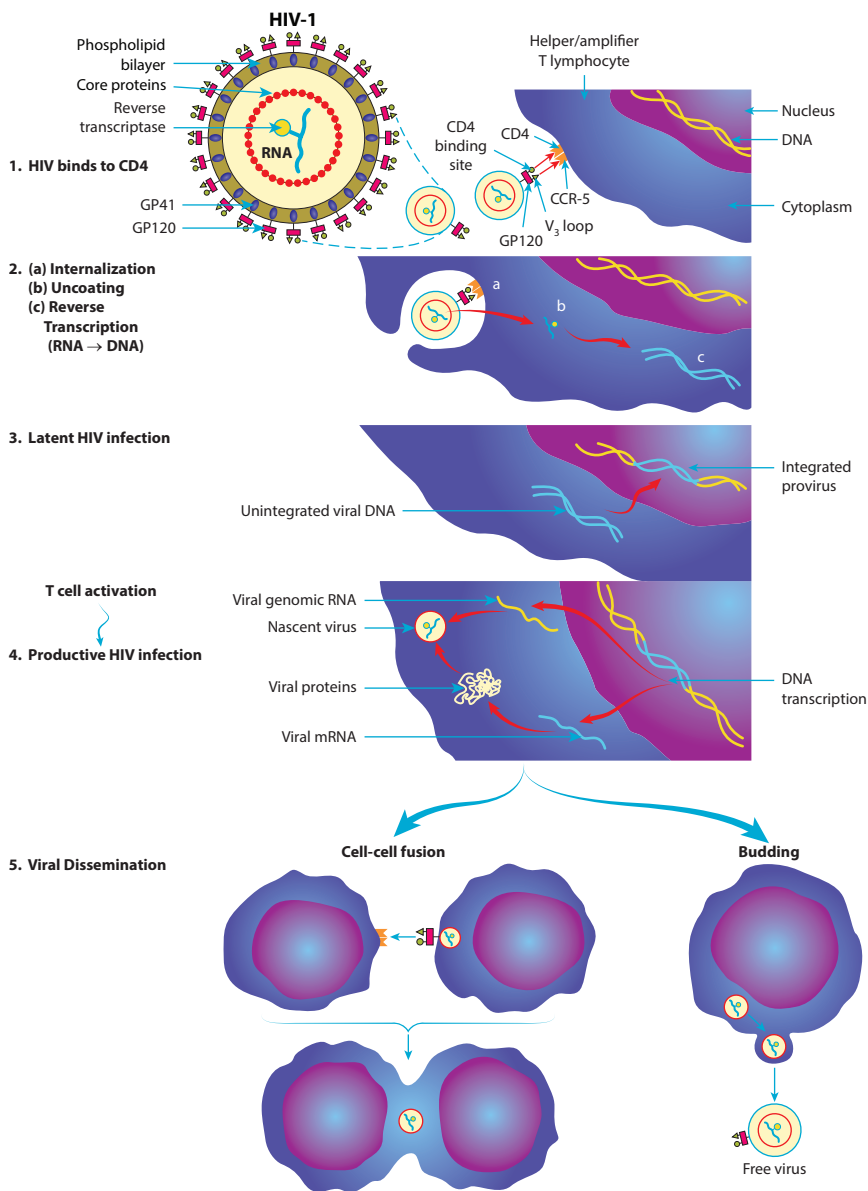 HIV-1
Phospholipid
bilayer
Core proteins
Reverse
transcriptase
RNA
1. HIV binds to CD4
GP41
GP120
Helper/amplifier
T lymphocyte
Nucleus
DNA
CD4
binding
site
CD4
CCR-5
V3 loop
GP120
Cytoplasm
2. (a) Internalization
(b) Uncoating
(c) Reverse
Transcription
(RNA → DNA)
a
b
c
3. Latent HIV infection
Integrated
provirus
Unintegrated viral DNA
T cell activation
4. Productive HIV infection
Viral genomic RNA
Nascent virus
Viral proteins
Viral mRNA
DNA
transcription
5. Viral Dissemination
Cell-cell fusion
Budding
Free virus